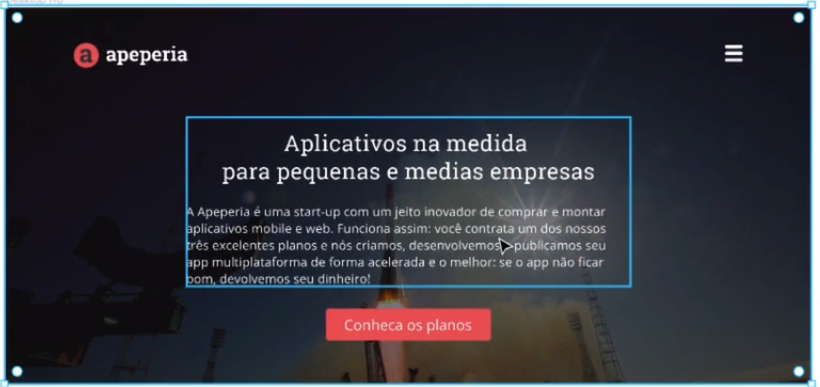 apeperia
Aplicativos na medida
para pequenas e medias empresas
A Apeperia é uma start-up com um jeito inovador de comprar e montar
aplicativos mobile e web. Funciona assim: você contrata um dos nossos
três excelentes planos e nós criamos, desenvolvemos publicamos seu
app multiplataforma de forma acelerada e o melhor: se o app não ficar
bom, devolvemos seu dinheiro!
Conheca os planos